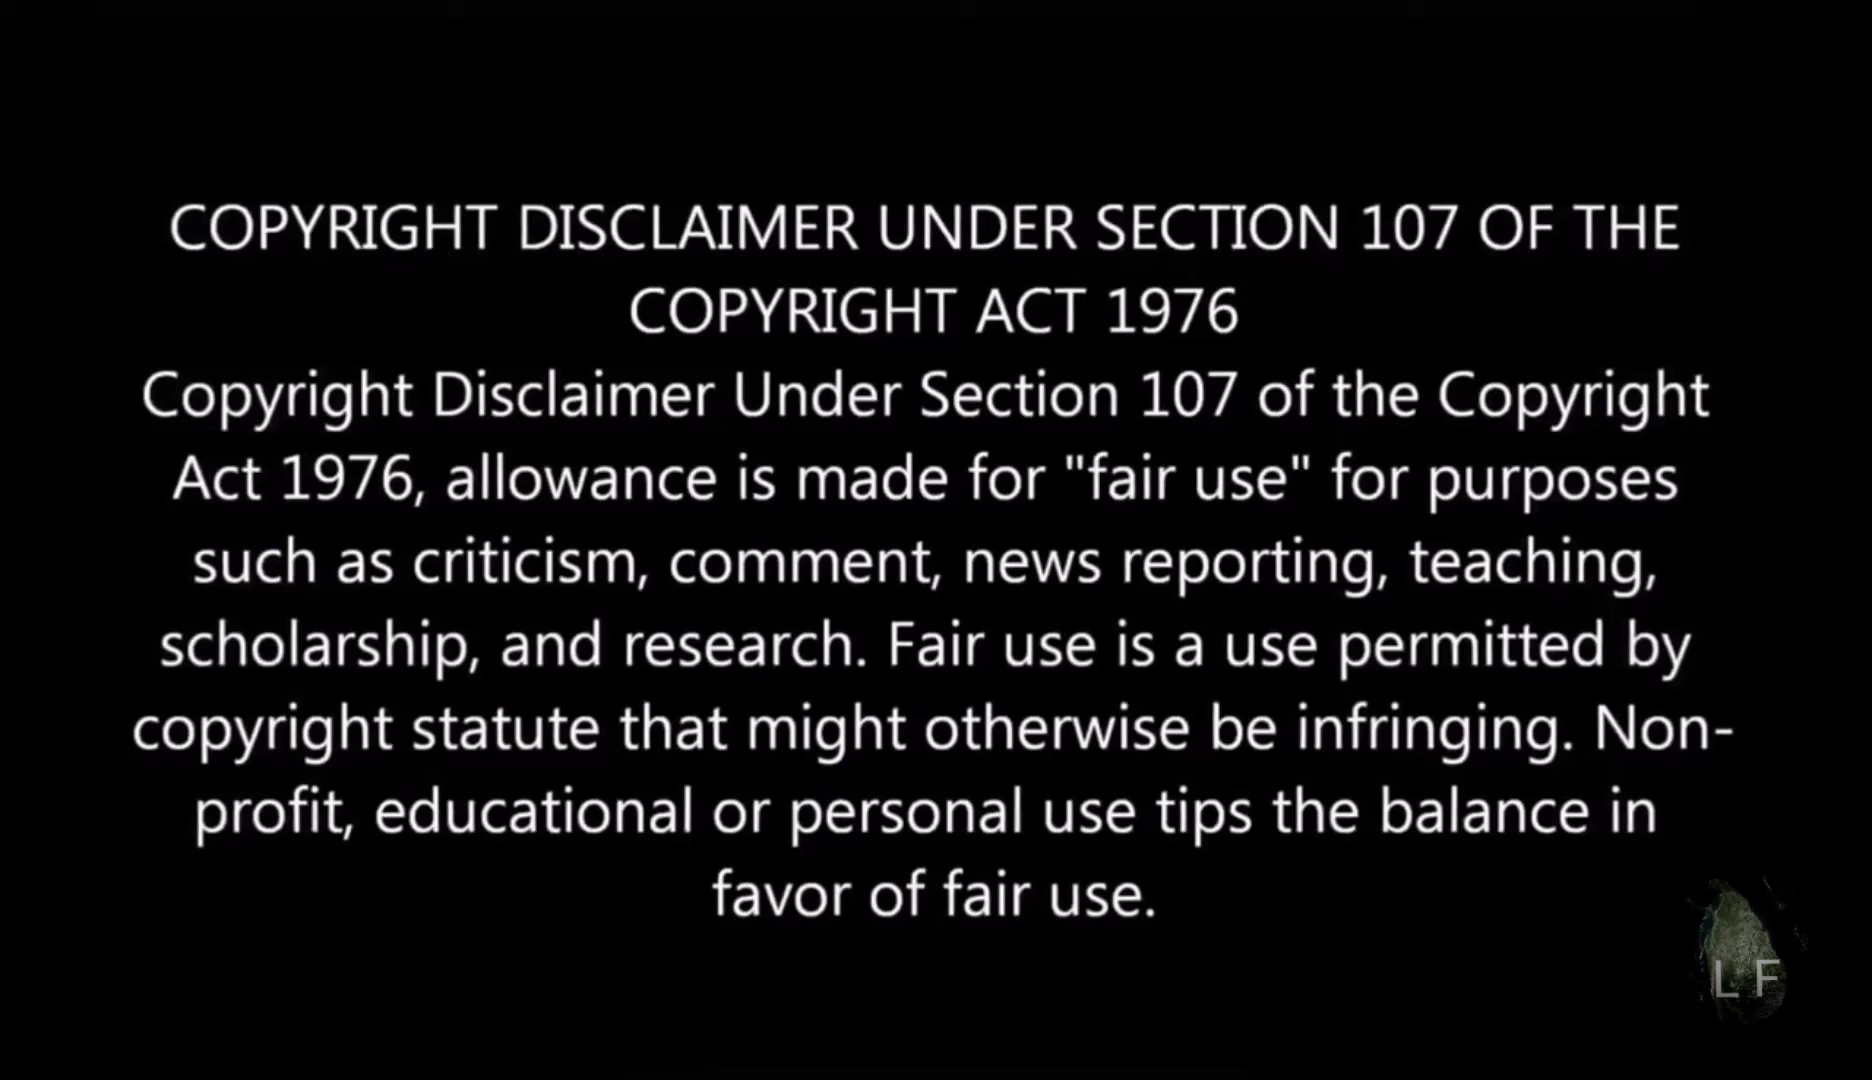 COPYRIGHT DISCLAIMER UNDER SECTION 107 OF THE
COPYRIGHT ACT 1976
Copyright Disclaimer Under Section 107 of the Copyright
Act 1976, allowance is made for "fair use" for purposes
such as criticism, comment, news reporting, teaching,
scholarship, and research. Fair use is a use permitted by
copyright statute that might otherwise be infringing. Non-
profit, educational or personal use tips the balance in
favor of fair use.
L F